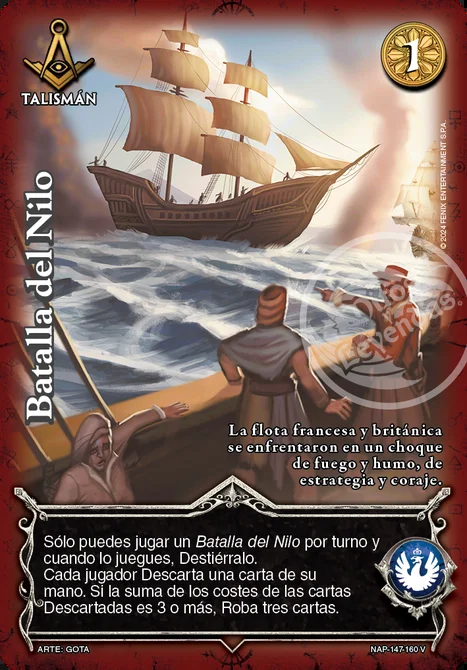 TALISMÁN
1
Batalla del Nilo
© 2024 FENIX ENTERTAINMENT S.P.A.
La flota francesa y británica
se enfrentaron en un choque
de fuego y humo, de
estrategia y coraje.
Sólo puedes jugar un Batalla del Nilo por turno y
cuando lo juegues, Destiérralo.
Cada jugador Descarta una carta de su
mano. Si la suma de los costes de las cartas
Descartadas es 3 o más, Roba tres cartas.
ARTE: GOTA
NAP-147-160 V